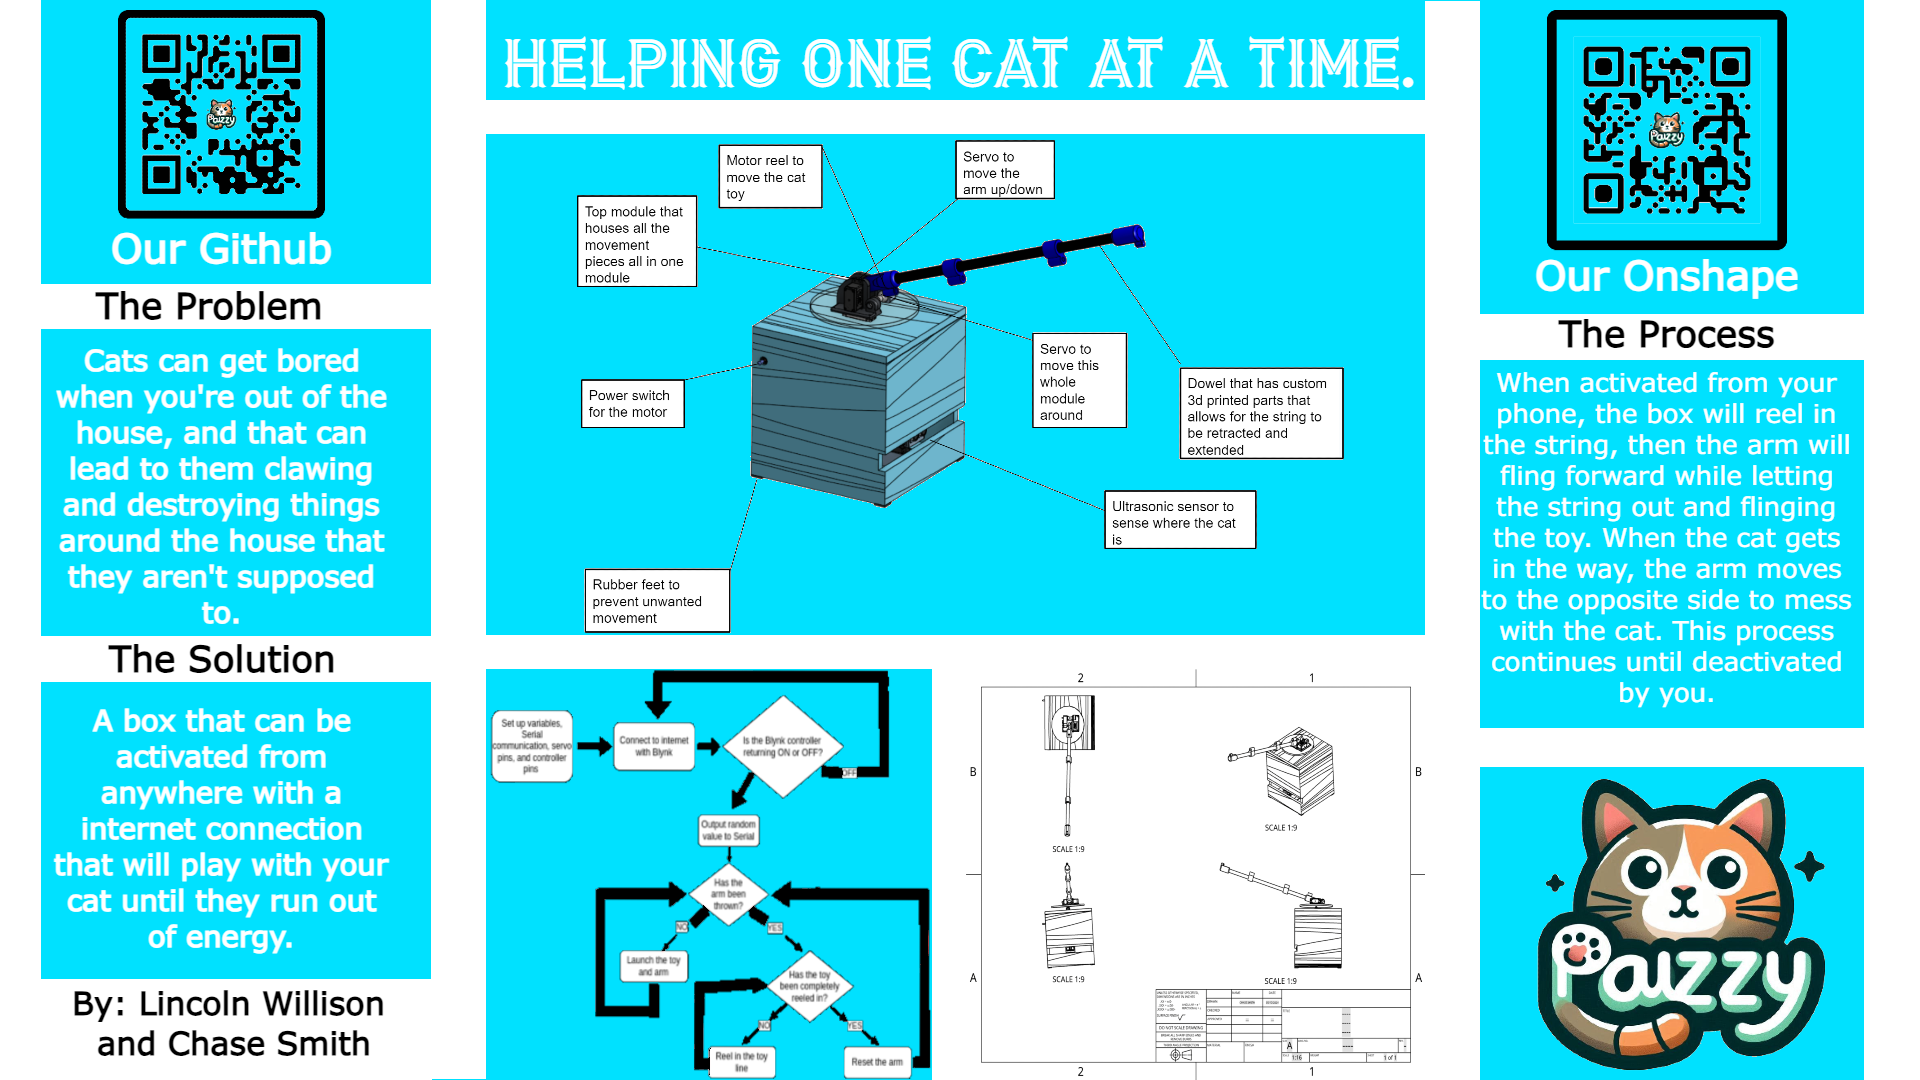 Paizzy
Our Github
The Problem
Cats can get bored
when you're out of the
house, and that can
lead to them clawing
and destroying things
around the house that
they aren't supposed
to.
The Solution
A box that can be
activated from
anywhere with a
internet connection
that will play with your
cat until they run out
of energy.
By: Lincoln Willison
and Chase Smith
HELPING ONE CAT AT A TIME.
Motor reel to
move the cat
toy
Servo to
move the
arm up/down
Top module that
houses all the
movement
pieces all in one
module
Power switch
for the motor
Servo to
move this
whole
module
around
Dowel that has custom
3d printed parts that
allows for the string to
be retracted and
extended
Ultrasonic sensor to
sense where the cat
is
Rubber feet to
prevent unwanted
movement
Set up variables,
Serial
communication, servo
pins, and controller
pins
Connect to internet
with Blynk
Is the Blynk controller
returning ON or OFF?
OFF
Output random
value to Serial
Has the
arm been
thrown?
NO
YES
Launch the toy
and arm
Has the toy
been completely
reeled in?
NO
YES
Reel in the toy
line
Reset the arm
2
1
B
B
SCALE 1:9
SCALE 1:9
A
A
SCALE 1:9
SCALE 1:9
DO NOT SCALE DRAWING
A
1:16
1 of 1
2
1
Paizzy
Our Onshape
The Process
When activated from your
phone, the box will reel in
the string, then the arm will
fling forward while letting
the string out and flinging
the toy. When the cat gets
in the way, the arm moves
to the opposite side to mess
with the cat. This process
continues until deactivated
by you.
Paizzy